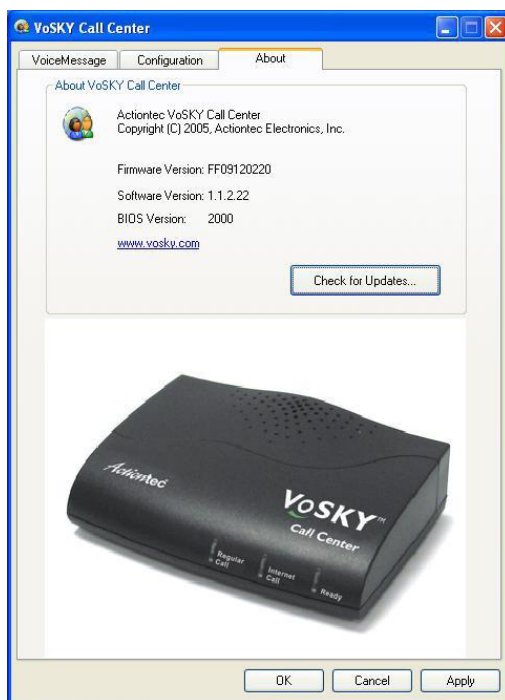 VoSKY Call Center
VoiceMessage
Configuration
About
About VoSKY Call Center
Actiontec VoSKY Call Center
Copyright (C) 2005, Actiontec Electronics, Inc.
Firmware Version: FF09120220
Software Version: 1.1.2.22
BIOS Version: 2000
www.vosky.com
Check for Updates...
Actiontec
VoSKY™
Call Center
Regular
Call
Internet
Call
Ready
OK
Cancel
Apply